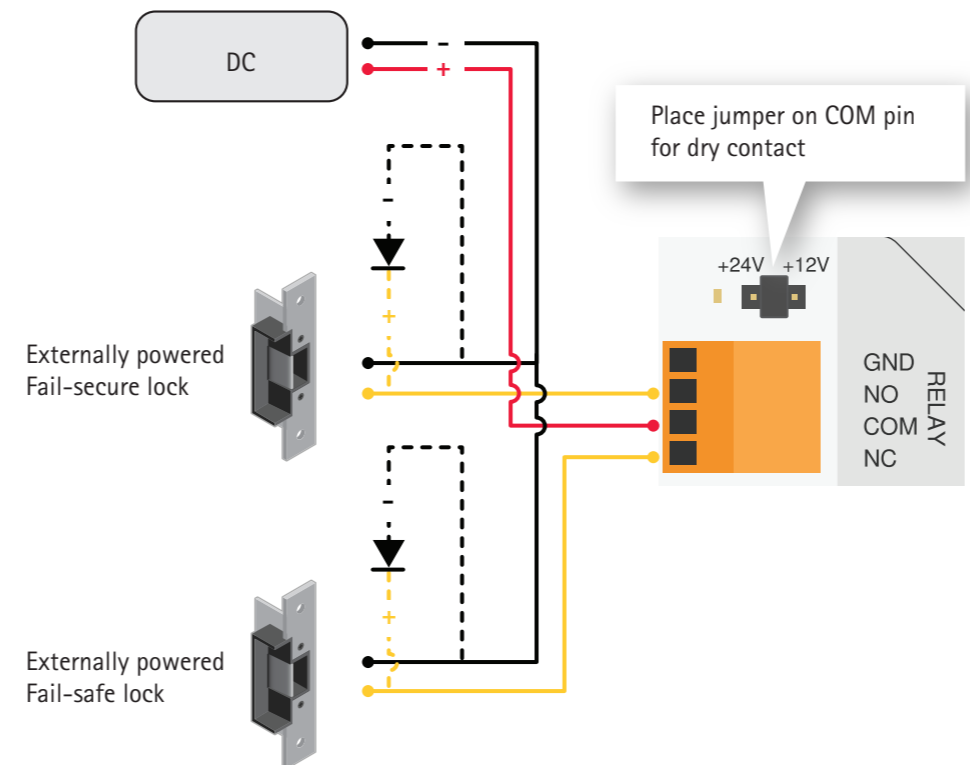 DC
-
+
Place jumper on COM pin
for dry contact
+24V +12V
-
+
Externally powered
Fail-secure lock
GND
NO
COM
NC
RELAY
-
+
Externally powered
Fail-safe lock